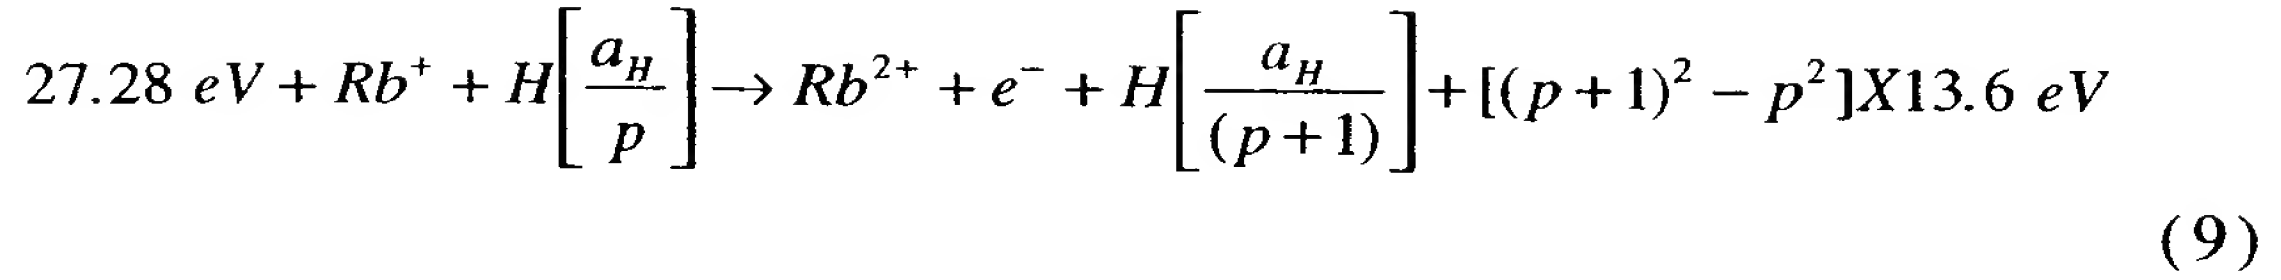 27.28 eV + Rb⁺ + H[a_H/p] → Rb²⁺ + e⁻ + H[a_H/(p+1)] + [(p+1)² − p²]X13.6 eV
(9)